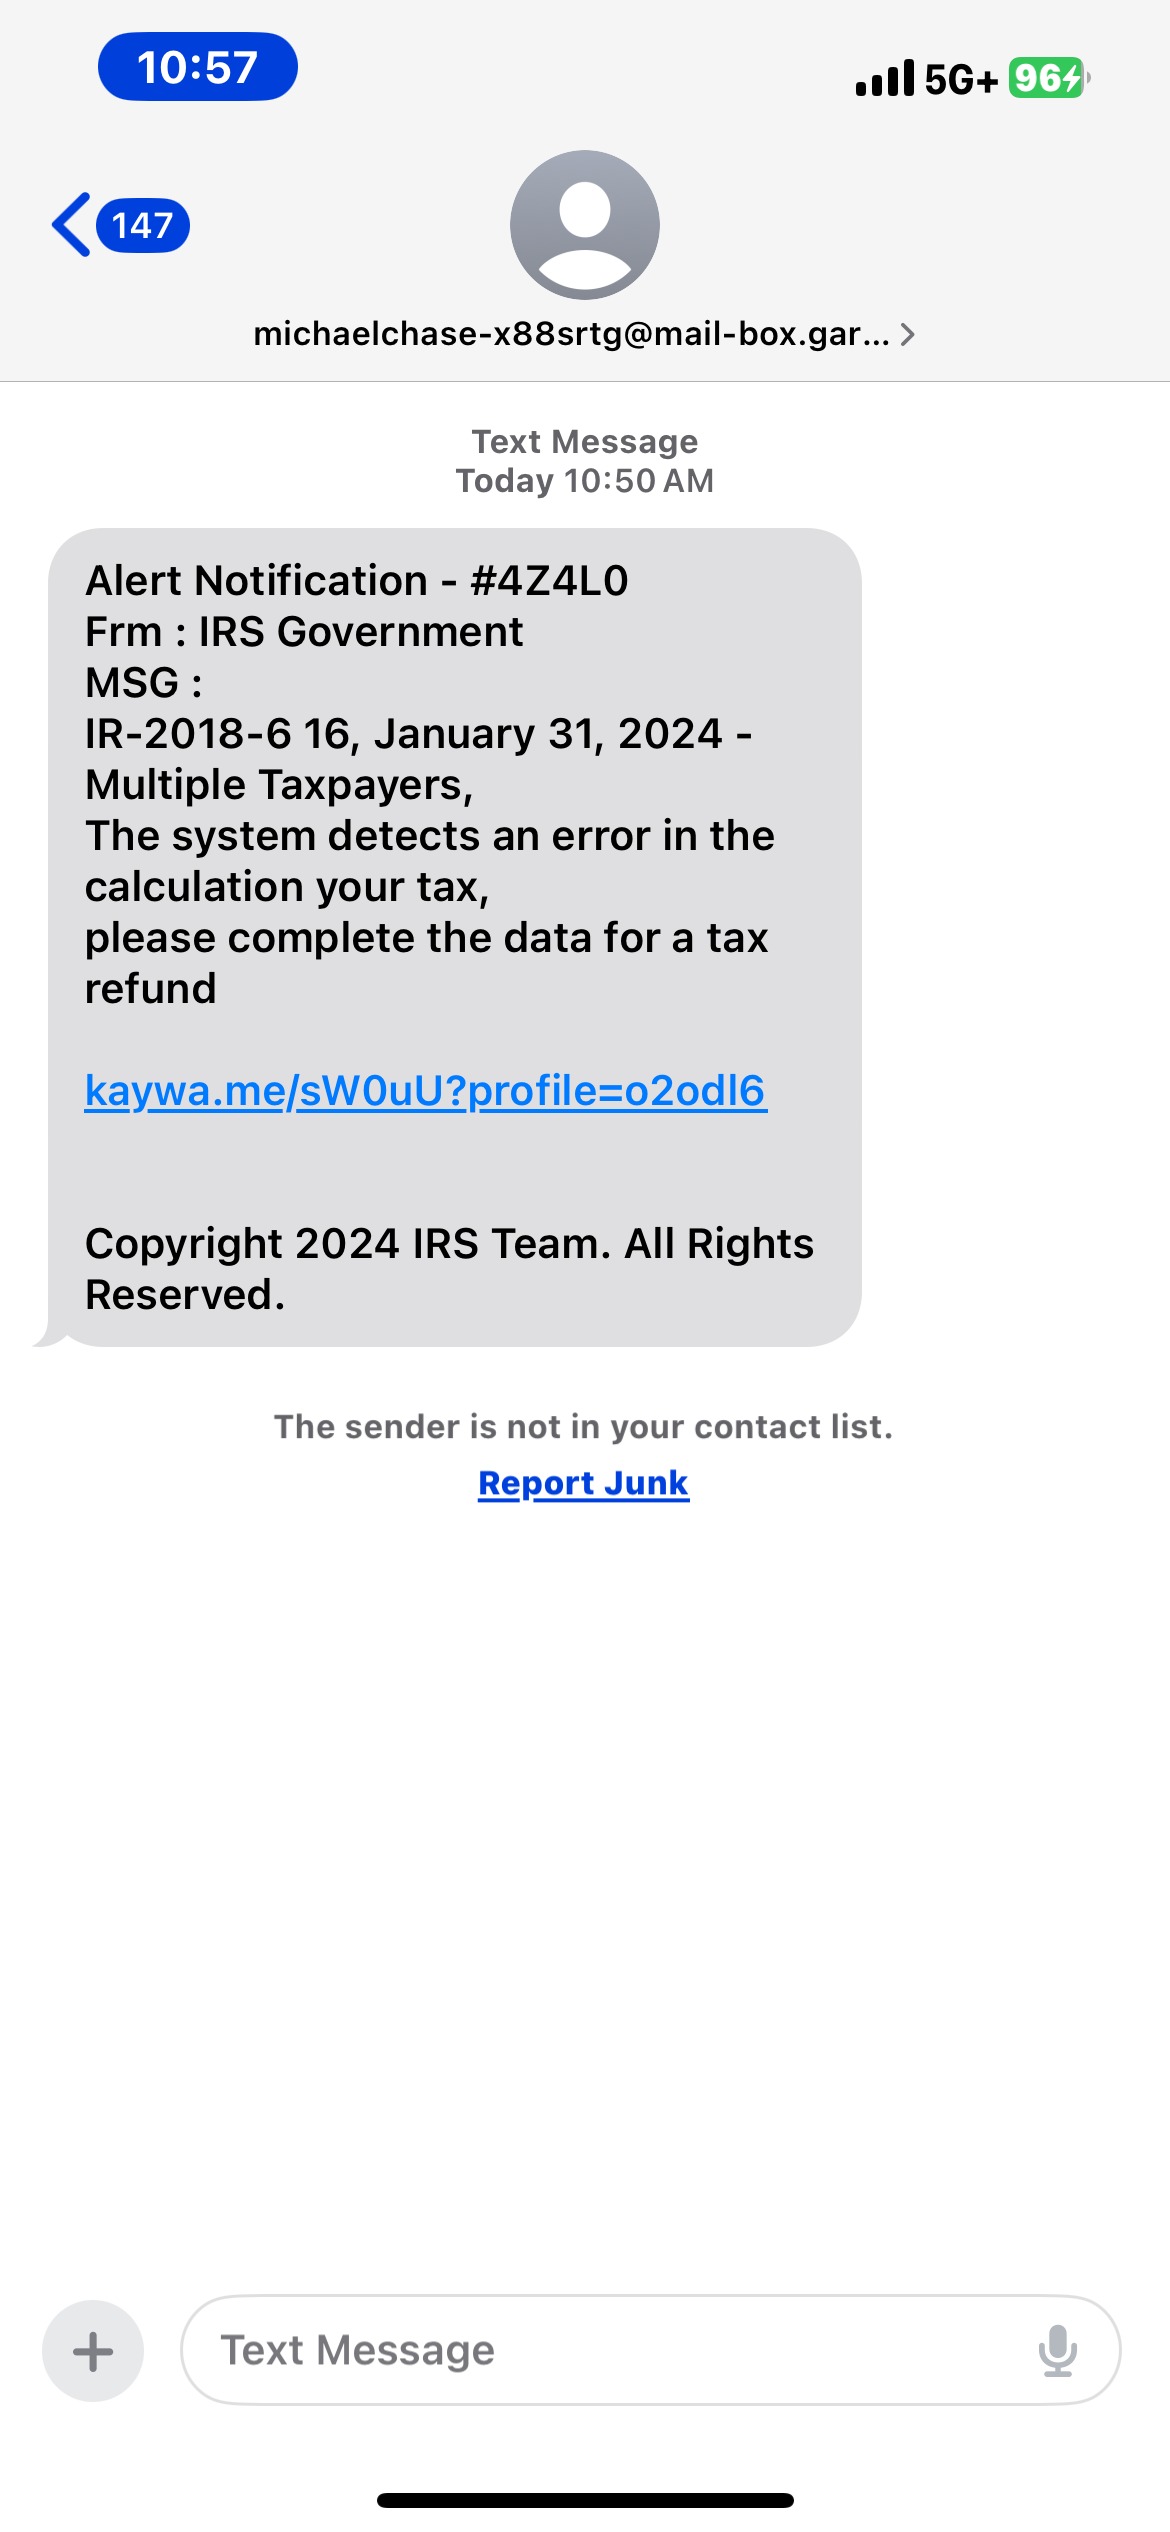 10:57
5G+ 96
147
michaelchase-x88srtg@mail-box.gar...
Text Message
Today 10:50 AM
Alert Notification - #4Z4L0
Frm : IRS Government
MSG :
IR-2018-6 16, January 31, 2024 -
Multiple Taxpayers,
The system detects an error in the
calculation your tax,
please complete the data for a tax
refund
kaywa.me/sW0uU?profile=o2odl6
Copyright 2024 IRS Team. All Rights
Reserved.
The sender is not in your contact list.
Report Junk
Text Message